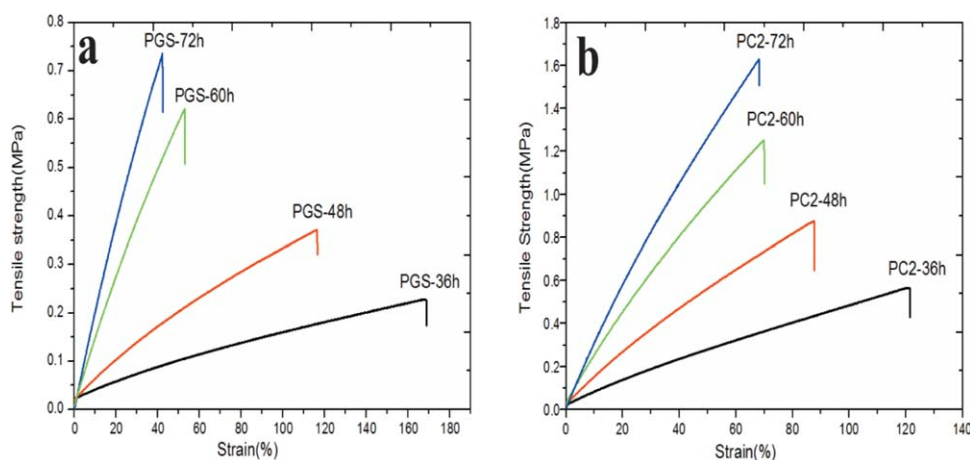 a
PGS-72h
PGS-60h
PGS-48h
PGS-36h
0.8
0.7
0.6
0.5
0.4
0.3
0.2
0.1
0.0
0 20 40 60 80 100 120 140 160 180
Tensile strength(MPa)
Strain(%)
b
PC2-72h
PC2-60h
PC2-48h
PC2-36h
1.8
1.6
1.4
1.2
1.0
0.8
0.6
0.4
0.2
0.0
0 20 40 60 80 100 120 140
Tensile Strength(MPa)
Strain(%)